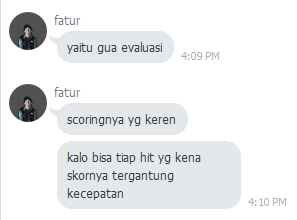 fatur
yaitu gua evaluasi
4:09 PM
fatur
scoringnya yg keren
kalo bisa tiap hit yg kena
skornya tergantung
kecepatan
4:10 PM